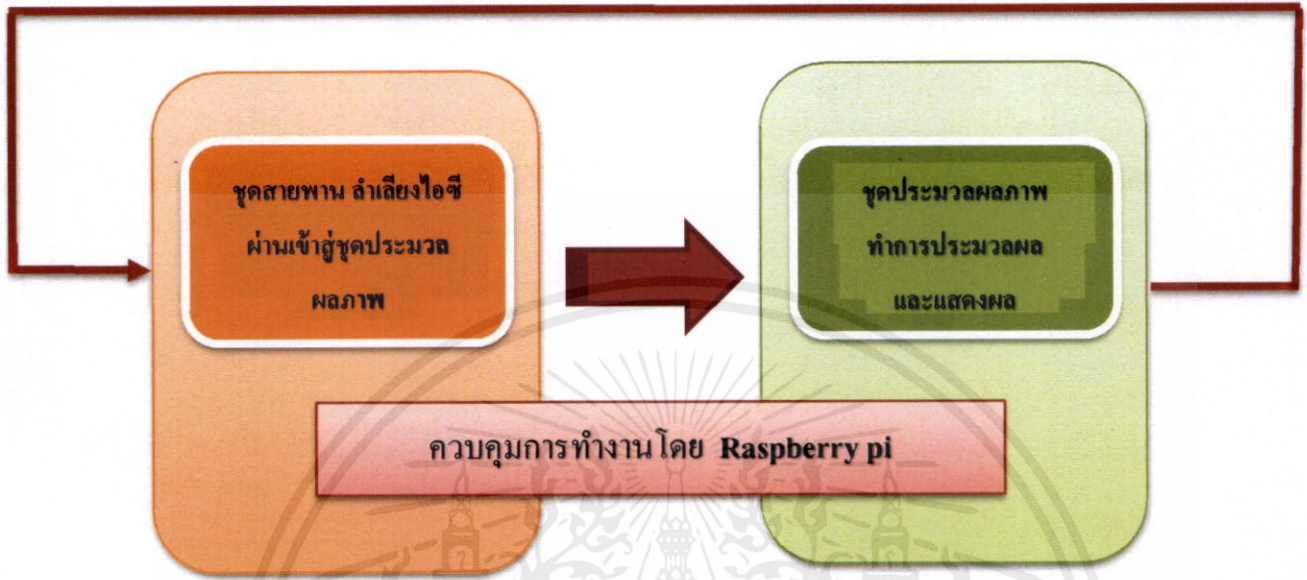 ชุดสายพาน ลำเลียงไอซี
ผ่านเข้าสู่ชุดประมวล
ผลภาพ
ชุดประมวลผลภาพ
ทำการประมวลผล
และแสดงผล
ควบคุมการทำงานโดย Raspberry pi